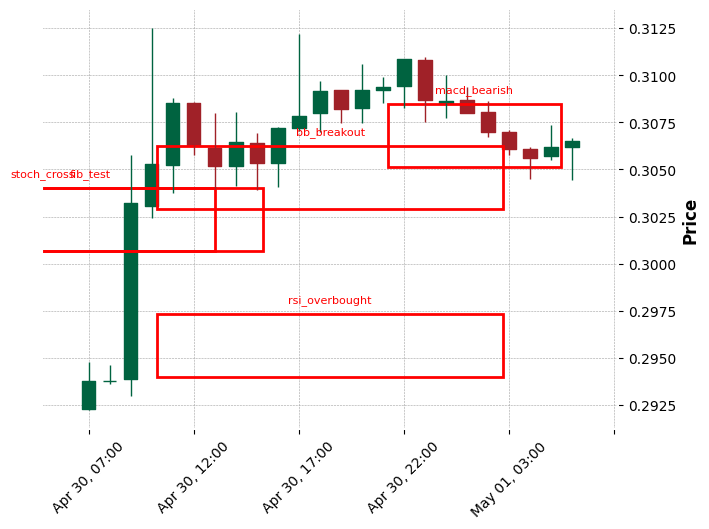 0.3125
0.3100
macd_bearish
0.3075
bb_breakout
0.3050
stoch_cross
fib_test
0.3025
Price
0.3000
rsi_overbought
0.2975
0.2950
0.2925
Apr 30, 07:00
Apr 30, 12:00
Apr 30, 17:00
Apr 30, 22:00
May 01, 03:00